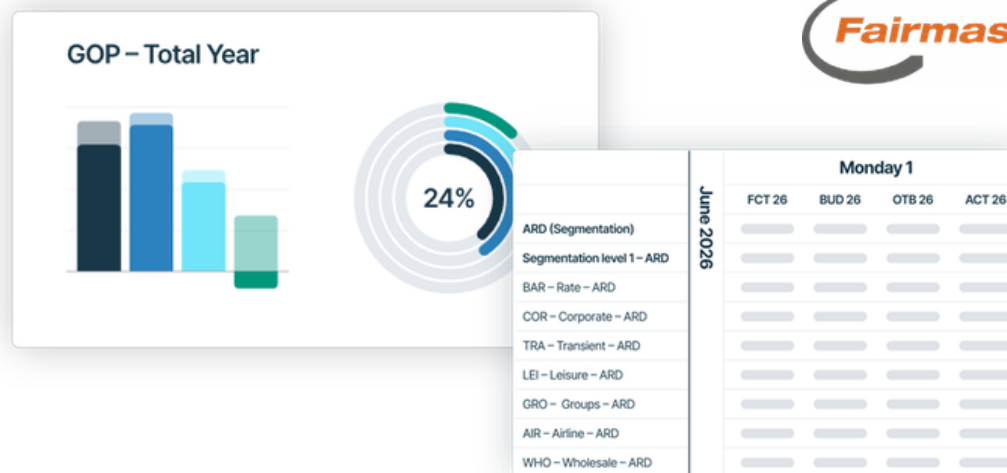 GOP – Total Year
24%
Fairmas
June 2026
Monday 1
FCT 26 BUD 26 OTB 26 ACT 26
ARD (Segmentation)
Segmentation level 1 – ARD
BAR – Rate – ARD
COR – Corporate – ARD
TRA – Transient – ARD
LEI – Leisure – ARD
GRO – Groups – ARD
AIR – Airline – ARD
WHO – Wholesale – ARD